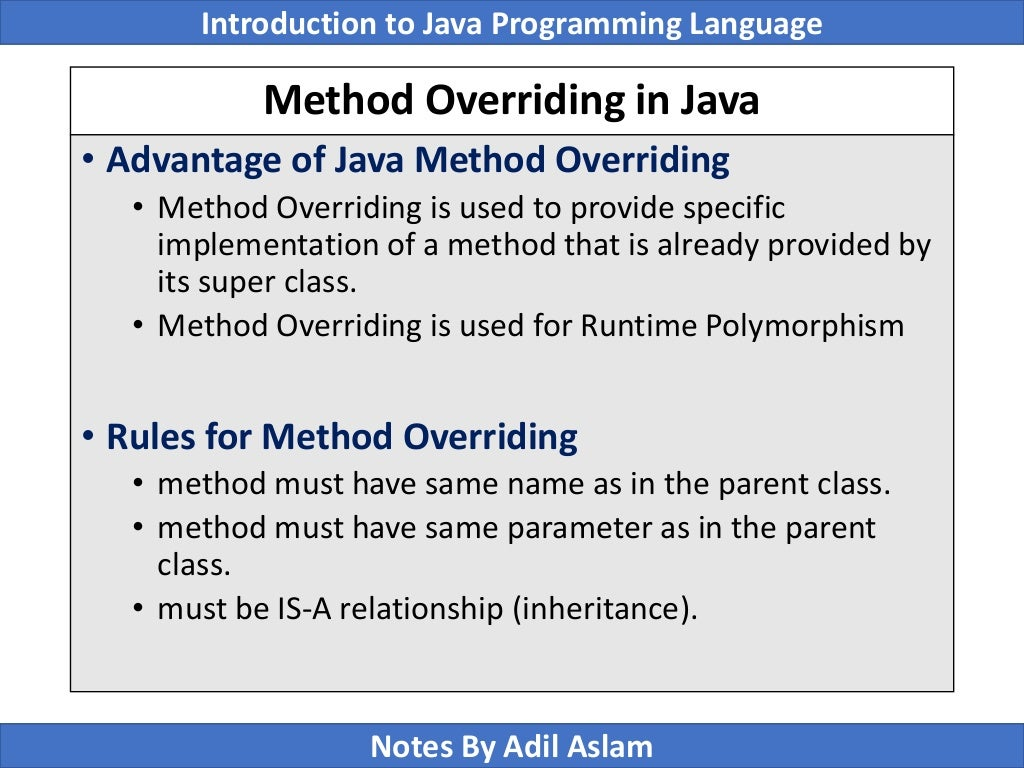 Introduction to Java Programming Language
Method Overriding in Java
• Advantage of Java Method Overriding
• Method Overriding is used to provide specific
implementation of a method that is already provided by
its super class.
• Method Overriding is used for Runtime Polymorphism
• Rules for Method Overriding
• method must have same name as in the parent class.
• method must have same parameter as in the parent
class.
• must be IS-A relationship (inheritance).
Notes By Adil Aslam